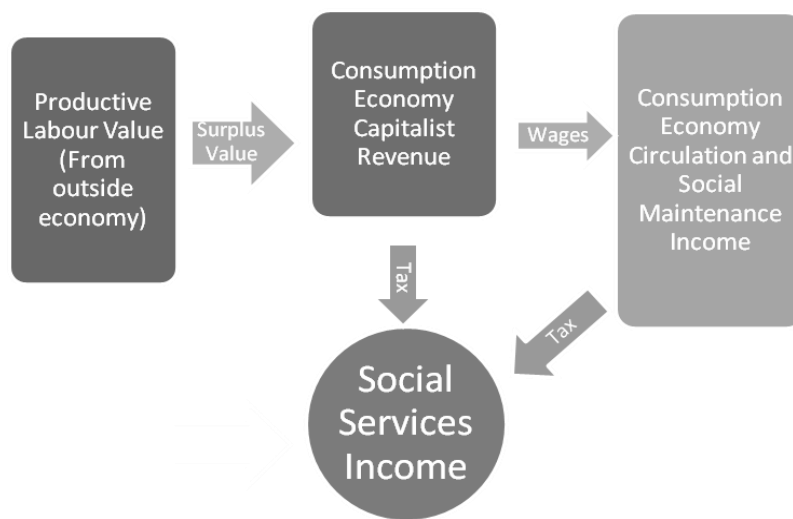 Productive
Labour Value
(From
outside
economy)
Surplus
Value
Consumption
Economy
Capitalist
Revenue
Wages
Consumption
Economy
Circulation and
Social
Maintenance
Income
Tax
Tax
Social
Services
Income